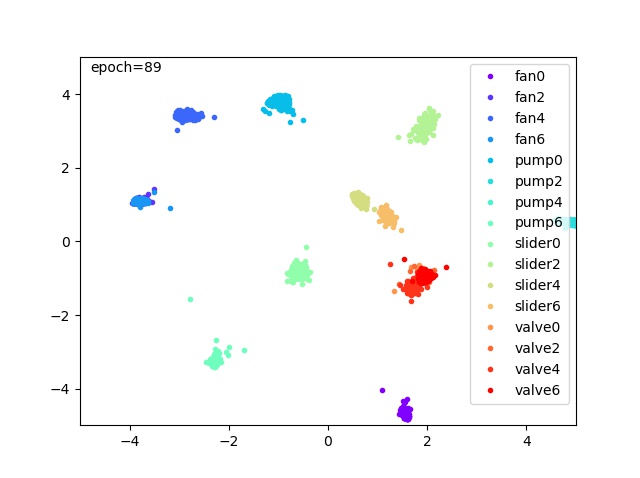 epoch=89
fan0
fan2
fan4
fan6
pump0
pump2
pump4
pump6
slider0
slider2
slider4
slider6
valve0
valve2
valve4
valve6
4
2
0
−2
−4
−4 −2 0 2 4